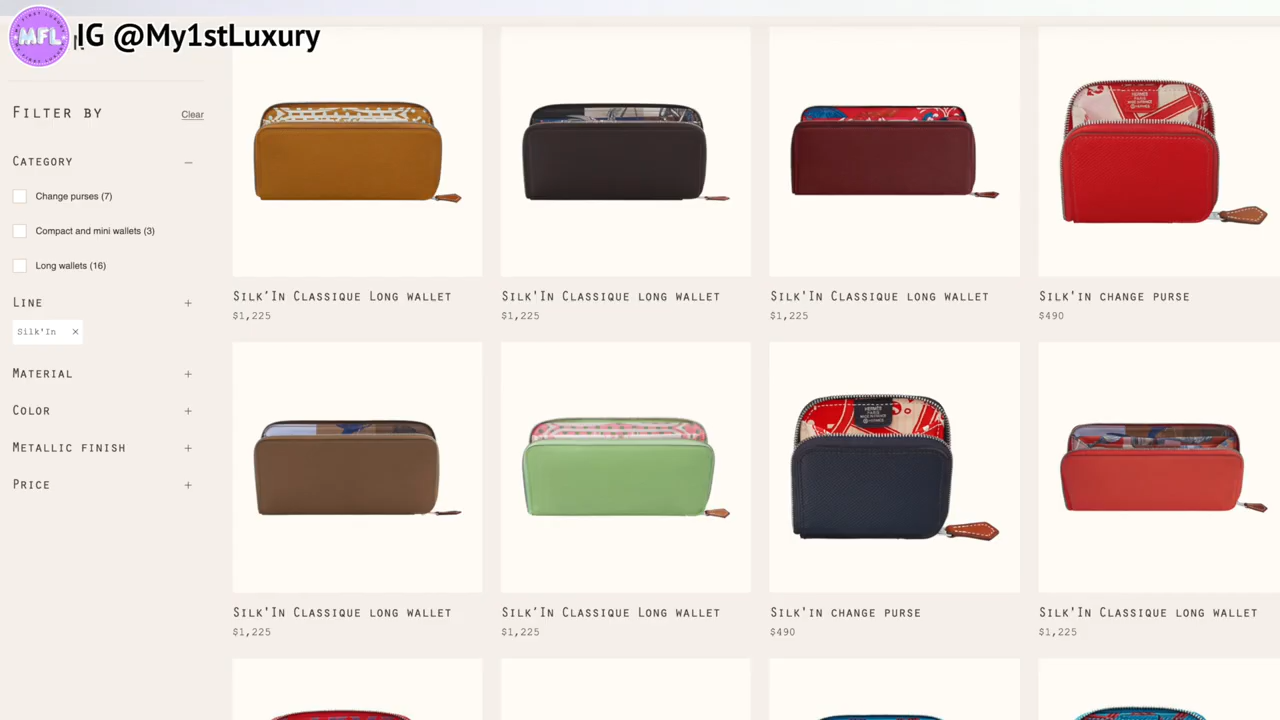 MFL
IG @My1stLuxury
Filter by
Clear
Category
Change purses (7)
Compact and mini wallets (3)
Long wallets (16)
Line
Silk'In
Material
Color
Metallic finish
Price
Silk'In Classique Long wallet
$1,225
Silk'In Classique long wallet
$1,225
Silk'In Classique long wallet
$1,225
Silk'in change purse
$490
Silk'In Classique long wallet
$1,225
Silk'In Classique Long wallet
$1,225
Silk'in change purse
$490
Silk'In Classique long wallet
$1,225
HERMES
PARIS
HERMES
PARIS